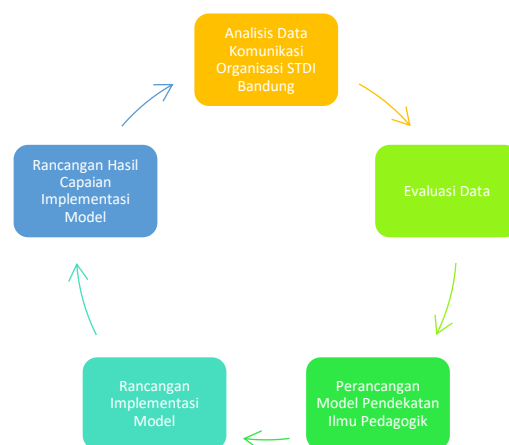 Analisis Data
Komunikasi
Organisasi STDI
Bandung
Evaluasi Data
Perancangan
Model Pendekatan
Ilmu Pedagogik
Rancangan
Implementasi
Model
Rancangan Hasil
Capaian
Implementasi
Model